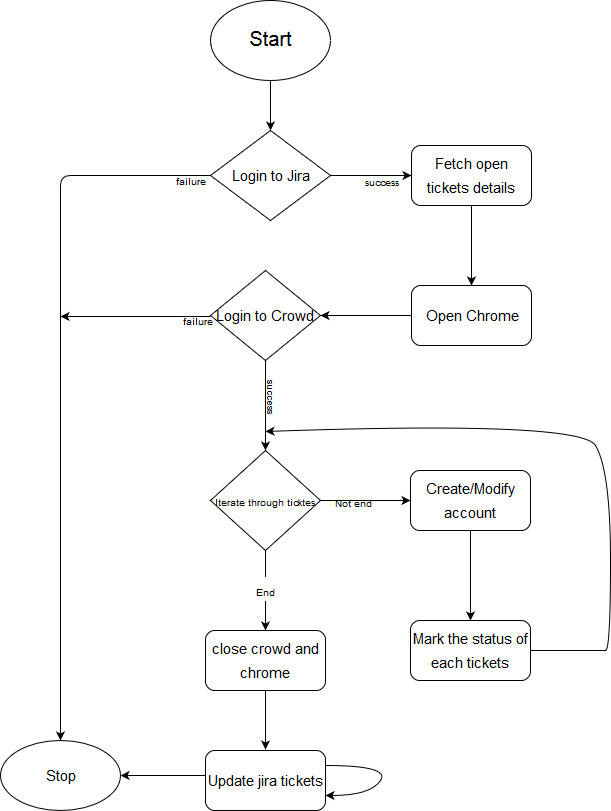 Start
Login to Jira
failure
success
Fetch open
tickets details
Login to Crowd
failure
Open Chrome
success
Iterate through ticktes
Not end
Create/Modify
account
End
close crowd and
chrome
Mark the status of
each tickets
Stop
Update jira tickets